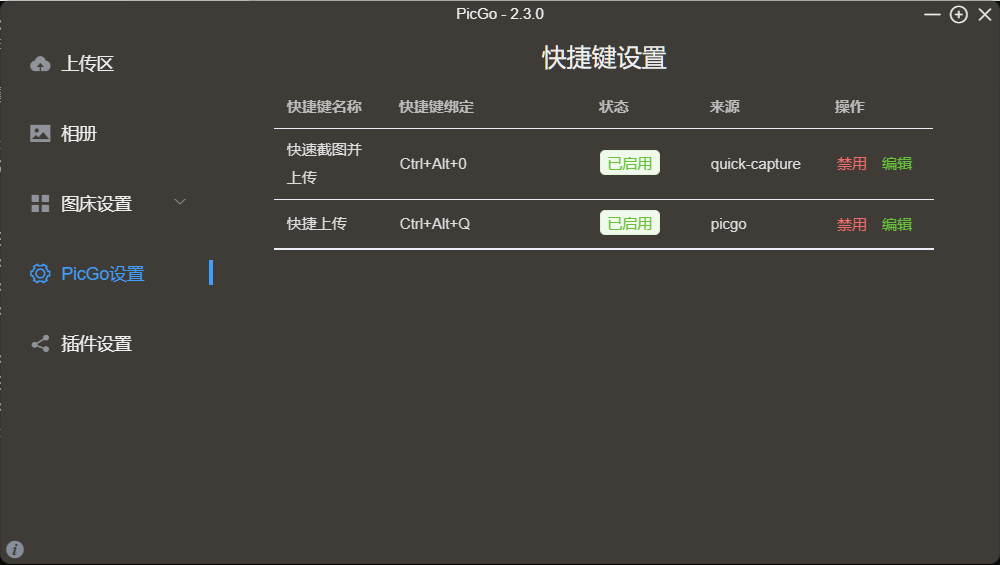 PicGo - 2.3.0
上传区
相册
图床设置
PicGo设置
插件设置
快捷键设置
快捷键名称 快捷键绑定 状态 来源 操作
快速截图并
上传
Ctrl+Alt+0 已启用 quick-capture 禁用 编辑
快捷上传 Ctrl+Alt+Q 已启用 picgo 禁用 编辑